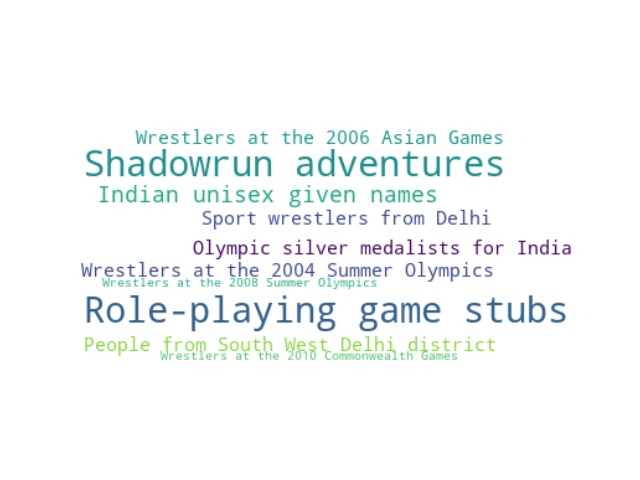 Wrestlers at the 2006 Asian Games
Shadowrun adventures
Indian unisex given names
Sport wrestlers from Delhi
Olympic silver medalists for India
Wrestlers at the 2004 Summer Olympics
Wrestlers at the 2008 Summer Olympics
Role-playing game stubs
People from South West Delhi district
Wrestlers at the 2010 Commonwealth Games